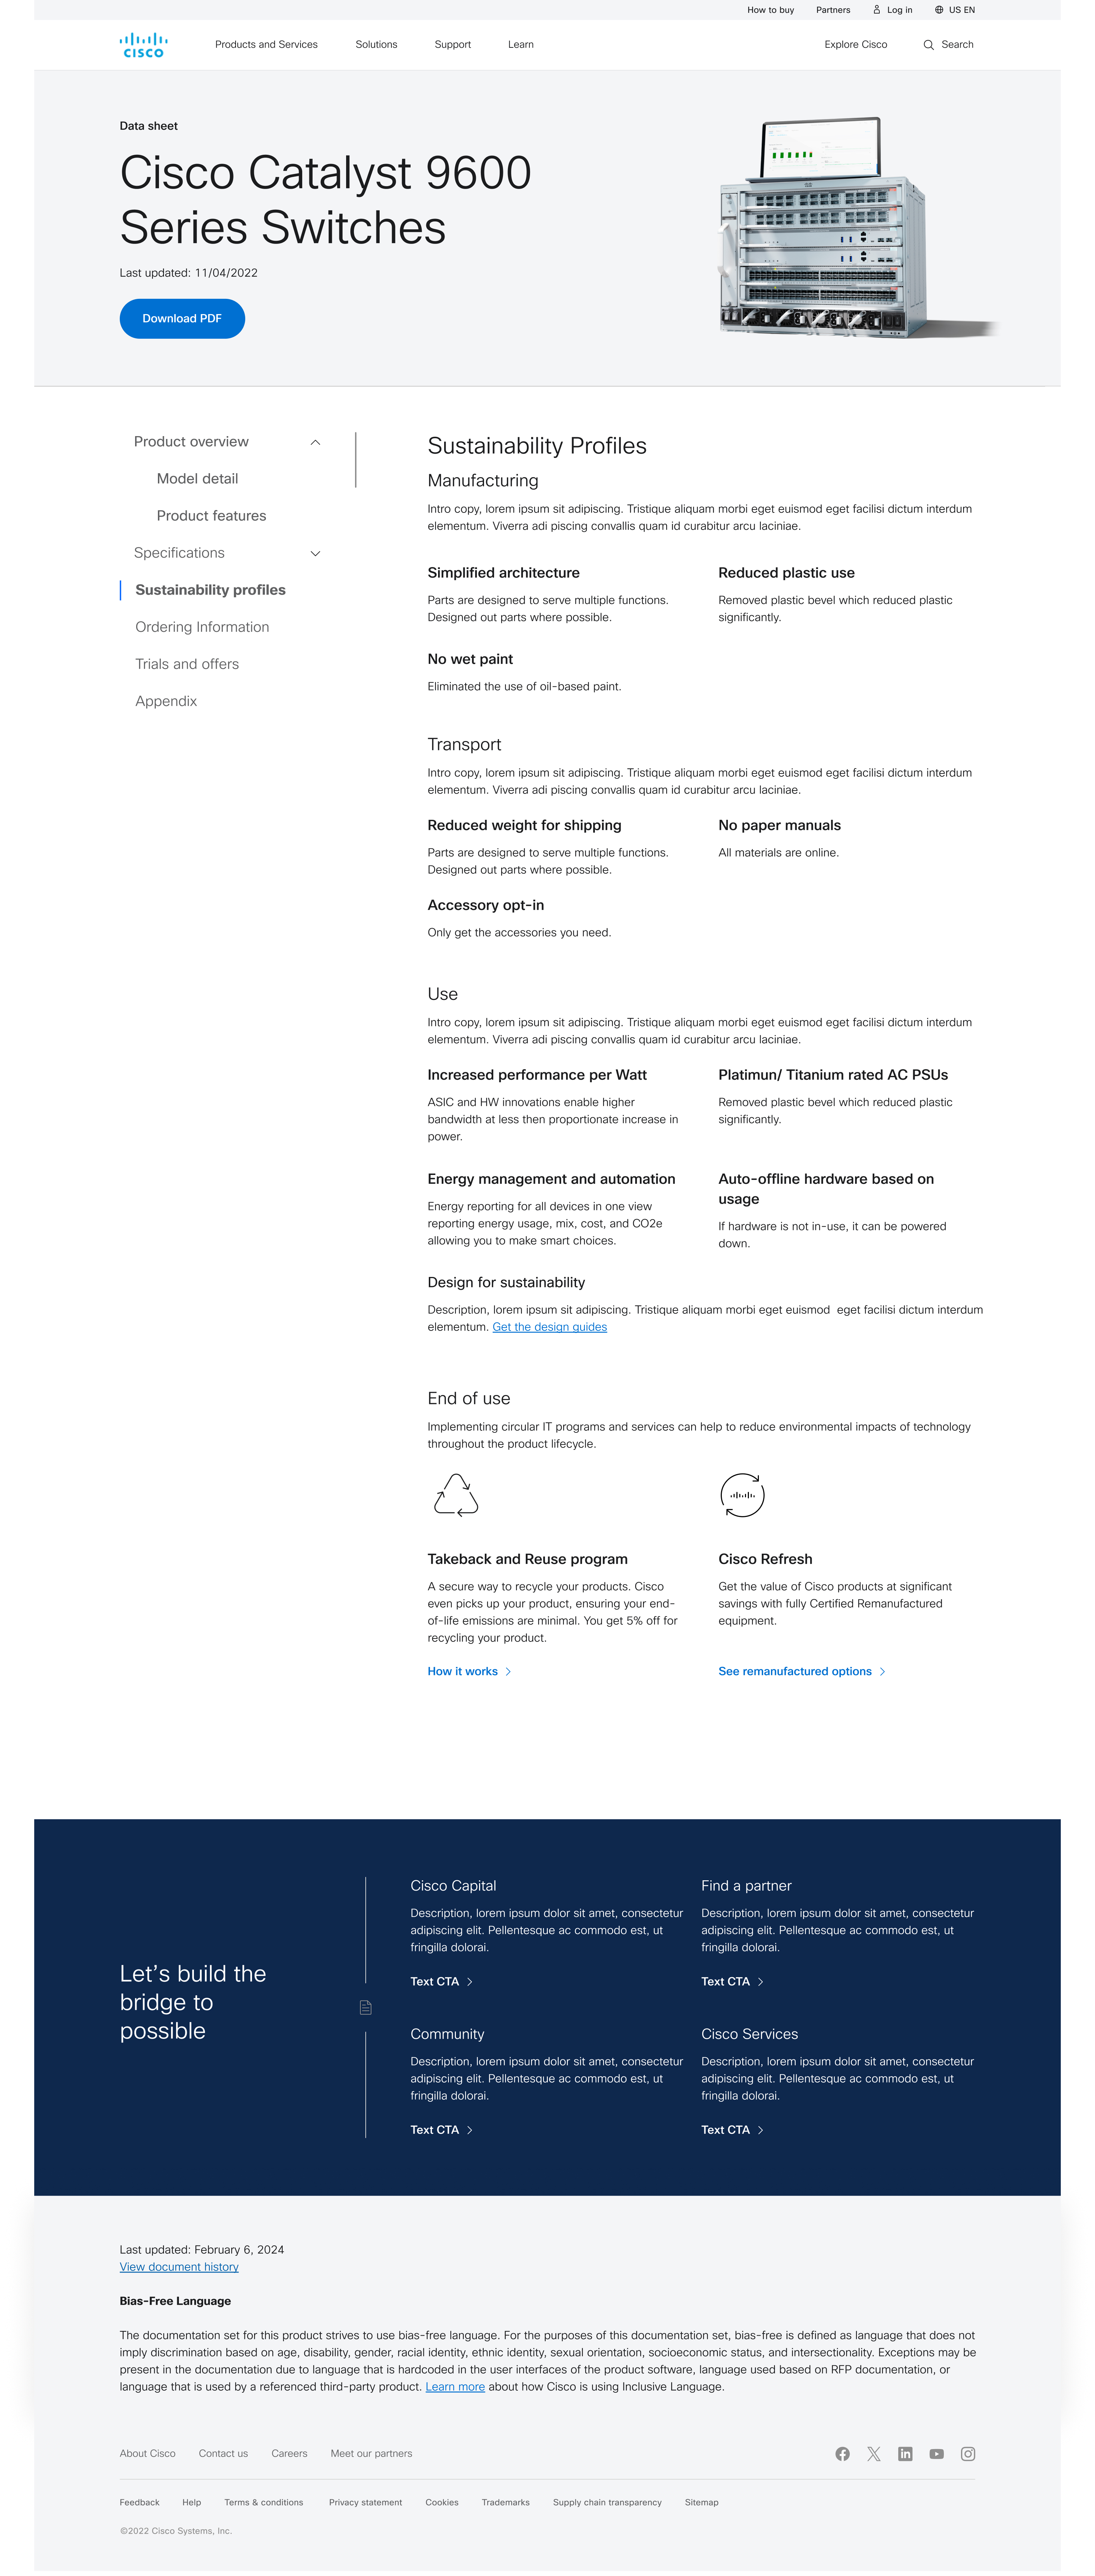 How to buy Partners Log in US EN
CISCO Products and Services Solutions Support Learn Explore Cisco Search
Data sheet
Cisco Catalyst 9600
Series Switches
Last updated: 11/04/2022
Download PDF
Product overview
Model detail
Product features
Specifications
Sustainability profiles
Ordering Information
Trials and offers
Appendix
Sustainability Profiles
Manufacturing
Intro copy, lorem ipsum sit adipiscing. Tristique aliquam morbi eget euismod eget facilisi dictum interdum
elementum. Viverra adi piscing convallis quam id curabitur arcu laciniae.
Simplified architecture
Parts are designed to serve multiple functions.
Designed out parts where possible.
Reduced plastic use
Removed plastic bevel which reduced plastic
significantly.
No wet paint
Eliminated the use of oil-based paint.
Transport
Intro copy, lorem ipsum sit adipiscing. Tristique aliquam morbi eget euismod eget facilisi dictum interdum
elementum. Viverra adi piscing convallis quam id curabitur arcu laciniae.
Reduced weight for shipping
Parts are designed to serve multiple functions.
Designed out parts where possible.
No paper manuals
All materials are online.
Accessory opt-in
Only get the accessories you need.
Use
Intro copy, lorem ipsum sit adipiscing. Tristique aliquam morbi eget euismod eget facilisi dictum interdum
elementum. Viverra adi piscing convallis quam id curabitur arcu laciniae.
Increased performance per Watt
ASIC and HW innovations enable higher
bandwidth at less then proportionate increase in
power.
Platimun/ Titanium rated AC PSUs
Removed plastic bevel which reduced plastic
significantly.
Energy management and automation
Energy reporting for all devices in one view
reporting energy usage, mix, cost, and CO2e
allowing you to make smart choices.
Auto-offline hardware based on
usage
If hardware is not in-use, it can be powered
down.
Design for sustainability
Description, lorem ipsum sit adipiscing. Tristique aliquam morbi eget euismod eget facilisi dictum interdum
elementum. Get the design guides
End of use
Implementing circular IT programs and services can help to reduce environmental impacts of technology
throughout the product lifecycle.
Takeback and Reuse program
A secure way to recycle your products. Cisco
even picks up your product, ensuring your end-
of-life emissions are minimal. You get 5% off for
recycling your product.
How it works
Cisco Refresh
Get the value of Cisco products at significant
savings with fully Certified Remanufactured
equipment.
See remanufactured options
Let's build the
bridge to
possible
Cisco Capital
Description, lorem ipsum dolor sit amet, consectetur
adipiscing elit. Pellentesque ac commodo est, ut
fringilla dolorai.
Text CTA
Find a partner
Description, lorem ipsum dolor sit amet, consectetur
adipiscing elit. Pellentesque ac commodo est, ut
fringilla dolorai.
Text CTA
Community
Description, lorem ipsum dolor sit amet, consectetur
adipiscing elit. Pellentesque ac commodo est, ut
fringilla dolorai.
Text CTA
Cisco Services
Description, lorem ipsum dolor sit amet, consectetur
adipiscing elit. Pellentesque ac commodo est, ut
fringilla dolorai.
Text CTA
Last updated: February 6, 2024
View document history
Bias-Free Language
The documentation set for this product strives to use bias-free language. For the purposes of this documentation set, bias-free is defined as language that does not
imply discrimination based on age, disability, gender, racial identity, ethnic identity, sexual orientation, socioeconomic status, and intersectionality. Exceptions may be
present in the documentation due to language that is hardcoded in the user interfaces of the product software, language used based on RFP documentation, or
language that is used by a referenced third-party product. Learn more about how Cisco is using Inclusive Language.
About Cisco Contact us Careers Meet our partners
Feedback Help Terms & conditions Privacy statement Cookies Trademarks Supply chain transparency Sitemap
©2022 Cisco Systems, Inc.